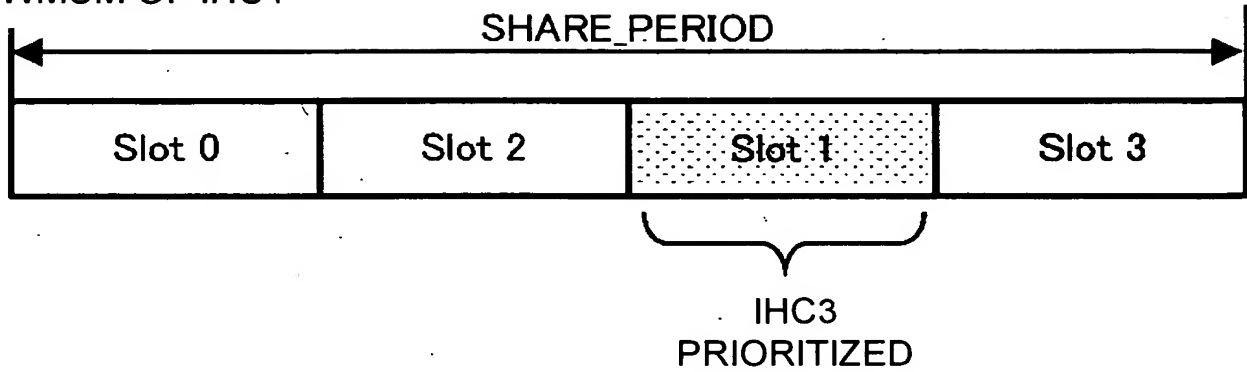 SHARE_PERIOD
Slot 0 Slot 2 Slot 1 Slot 3
IHC3
PRIORITIZED